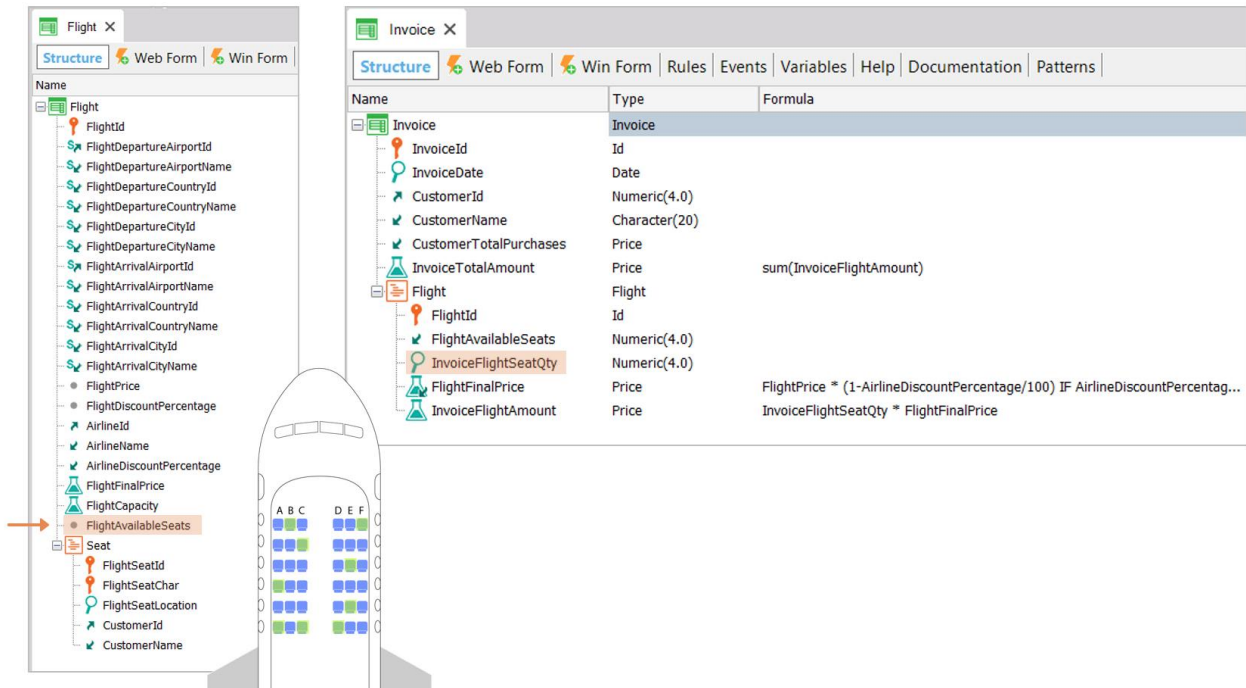 Flight X
Structure Web Form Win Form
Name
Flight
FlightId
FlightDepartureAirportId
FlightDepartureAirportName
FlightDepartureCountryId
FlightDepartureCountryName
FlightDepartureCityId
FlightDepartureCityName
FlightArrivalAirportId
FlightArrivalAirportName
FlightArrivalCountryId
FlightArrivalCountryName
FlightArrivalCityId
FlightArrivalCityName
FlightPrice
FlightDiscountPercentage
AirlineId
AirlineName
AirlineDiscountPercentage
FlightFinalPrice
FlightCapacity
FlightAvailableSeats
Seat
FlightSeatId
FlightSeatChar
FlightSeatLocation
CustomerId
CustomerName
A B C D E F
Invoice X
Structure Web Form Win Form Rules Events Variables Help Documentation Patterns
Name Type Formula
Invoice Invoice
InvoiceId Id
InvoiceDate Date
CustomerId Numeric(4.0)
CustomerName Character(20)
CustomerTotalPurchases Price
InvoiceTotalAmount Price sum(InvoiceFlightAmount)
Flight Flight
FlightId Id
FlightAvailableSeats Numeric(4.0)
InvoiceFlightSeatQty Numeric(4.0)
FlightFinalPrice Price FlightPrice * (1-AirlineDiscountPercentage/100) IF AirlineDiscountPercentag...
InvoiceFlightAmount Price InvoiceFlightSeatQty * FlightFinalPrice